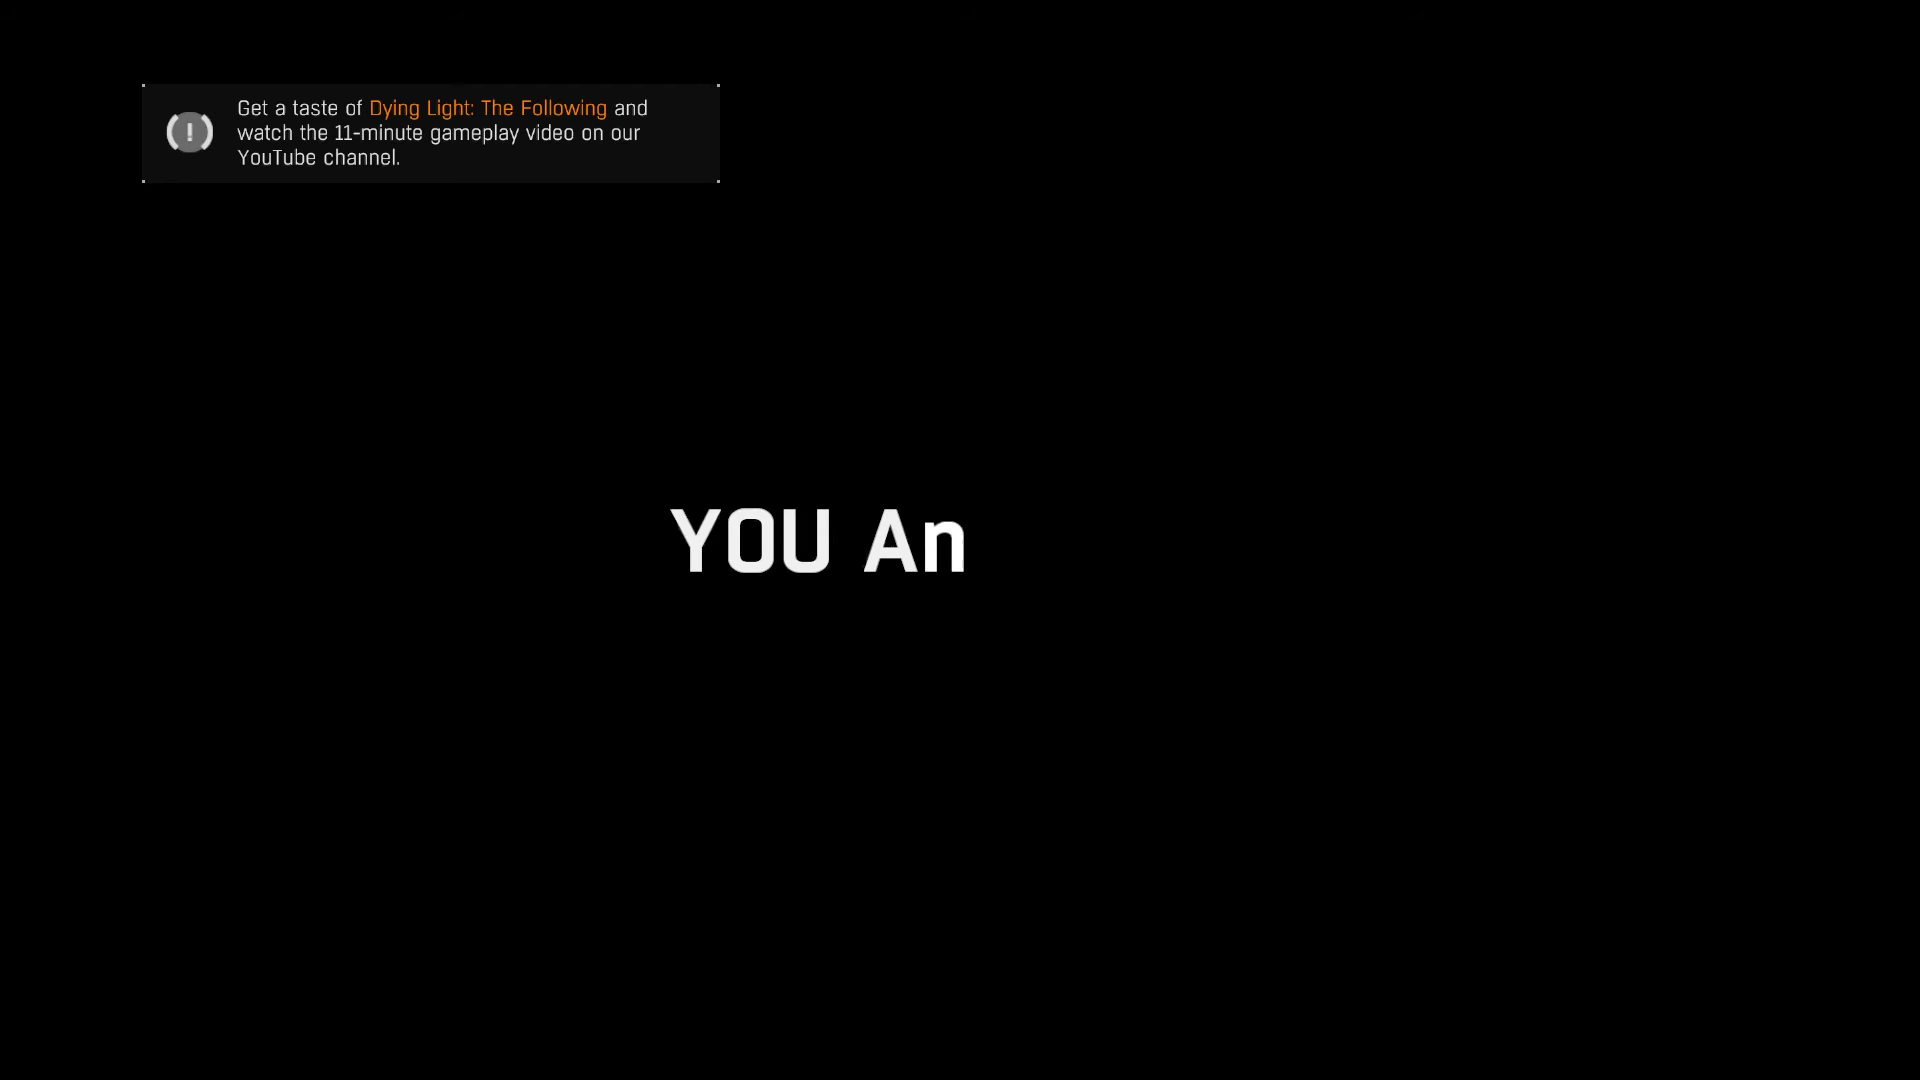 Get a taste of Dying Light: The Following and
watch the 11-minute gameplay video on our
YouTube channel.
YOU An